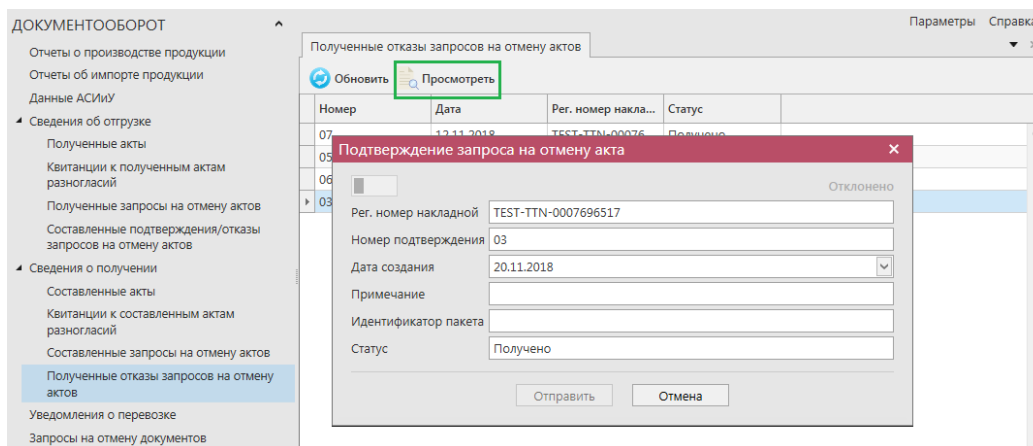 Параметры Справка
ДОКУМЕНТООБОРОТ
Отчеты о производстве продукции
Отчеты об импорте продукции
Данные АСИиУ
Сведения об отгрузке
Полученные акты
Квитанции к полученным актам
разногласий
Полученные запросы на отмену актов
Составленные подтверждения/отказы
запросов на отмену актов
Сведения о получении
Составленные акты
Квитанции к составленным актам
разногласий
Составленные запросы на отмену актов
Полученные отказы запросов на отмену
актов
Уведомления о перевозке
Запросы на отмену документов
Полученные отказы запросов на отмену актов
Обновить Просмотреть
Номер Дата Рег. номер накла... Статус
07 12.11.2018 TEST-TTN-00076 Получено
05
06
03
Подтверждение запроса на отмену акта
Отклонено
Рег. номер накладной TEST-TTN-0007696517
Номер подтверждения 03
Дата создания 20.11.2018
Примечание
Идентификатор пакета
Статус Получено
Отправить Отмена